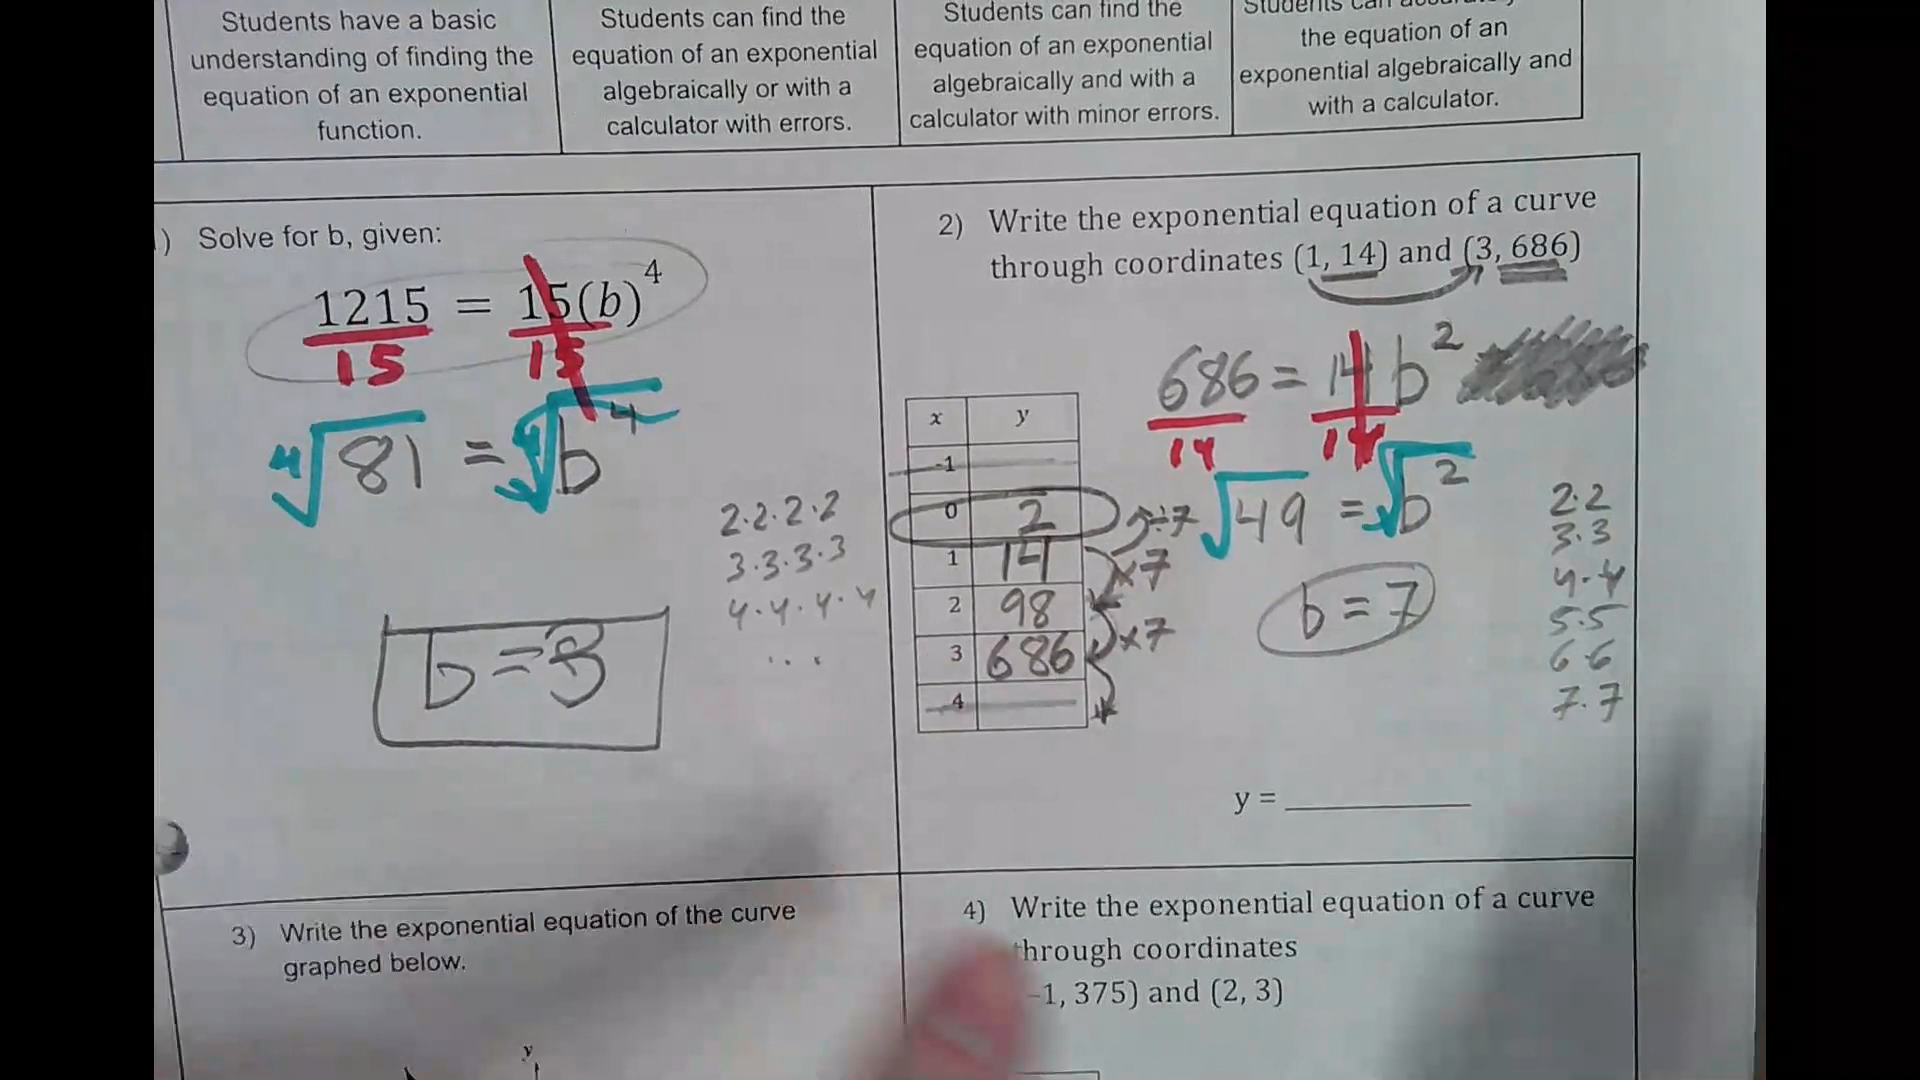 Students have a basic
understanding of finding the
equation of an exponential
function.
Students can find the
equation of an exponential
algebraically or with a
calculator with errors.
Students can find the
equation of an exponential
algebraically and with a
calculator with minor errors.
Students can
the equation of an
exponential algebraically and
with a calculator.
) Solve for b, given:
1215 = 15(b)^4
15 15
∜81 = ∜b^4
2·2·2·2
3·3·3·3
4·4·4·4
...
b=3
2) Write the exponential equation of a curve
through coordinates (1, 14) and (3, 686)
686 = 14b^2
14 14
√49 = √b^2
b = 7
2·2
3·3
4·4
5·5
6·6
7·7
x y
-1
0 2
1 14
2 98
3 686
4
÷7
×7
×7
y =
3) Write the exponential equation of the curve
graphed below.
y
4) Write the exponential equation of a curve
through coordinates
-1, 375) and (2, 3)